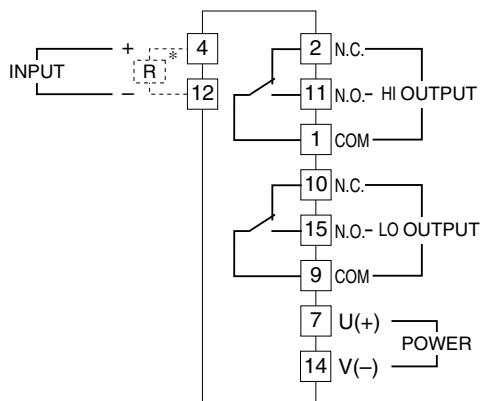 4 2 N.C.
+ *
INPUT R 11 N.O. HI OUTPUT
– 12
1 COM
10 N.C.
15 N.O. LO OUTPUT
9 COM
7 U(+)
POWER
14 V(–)